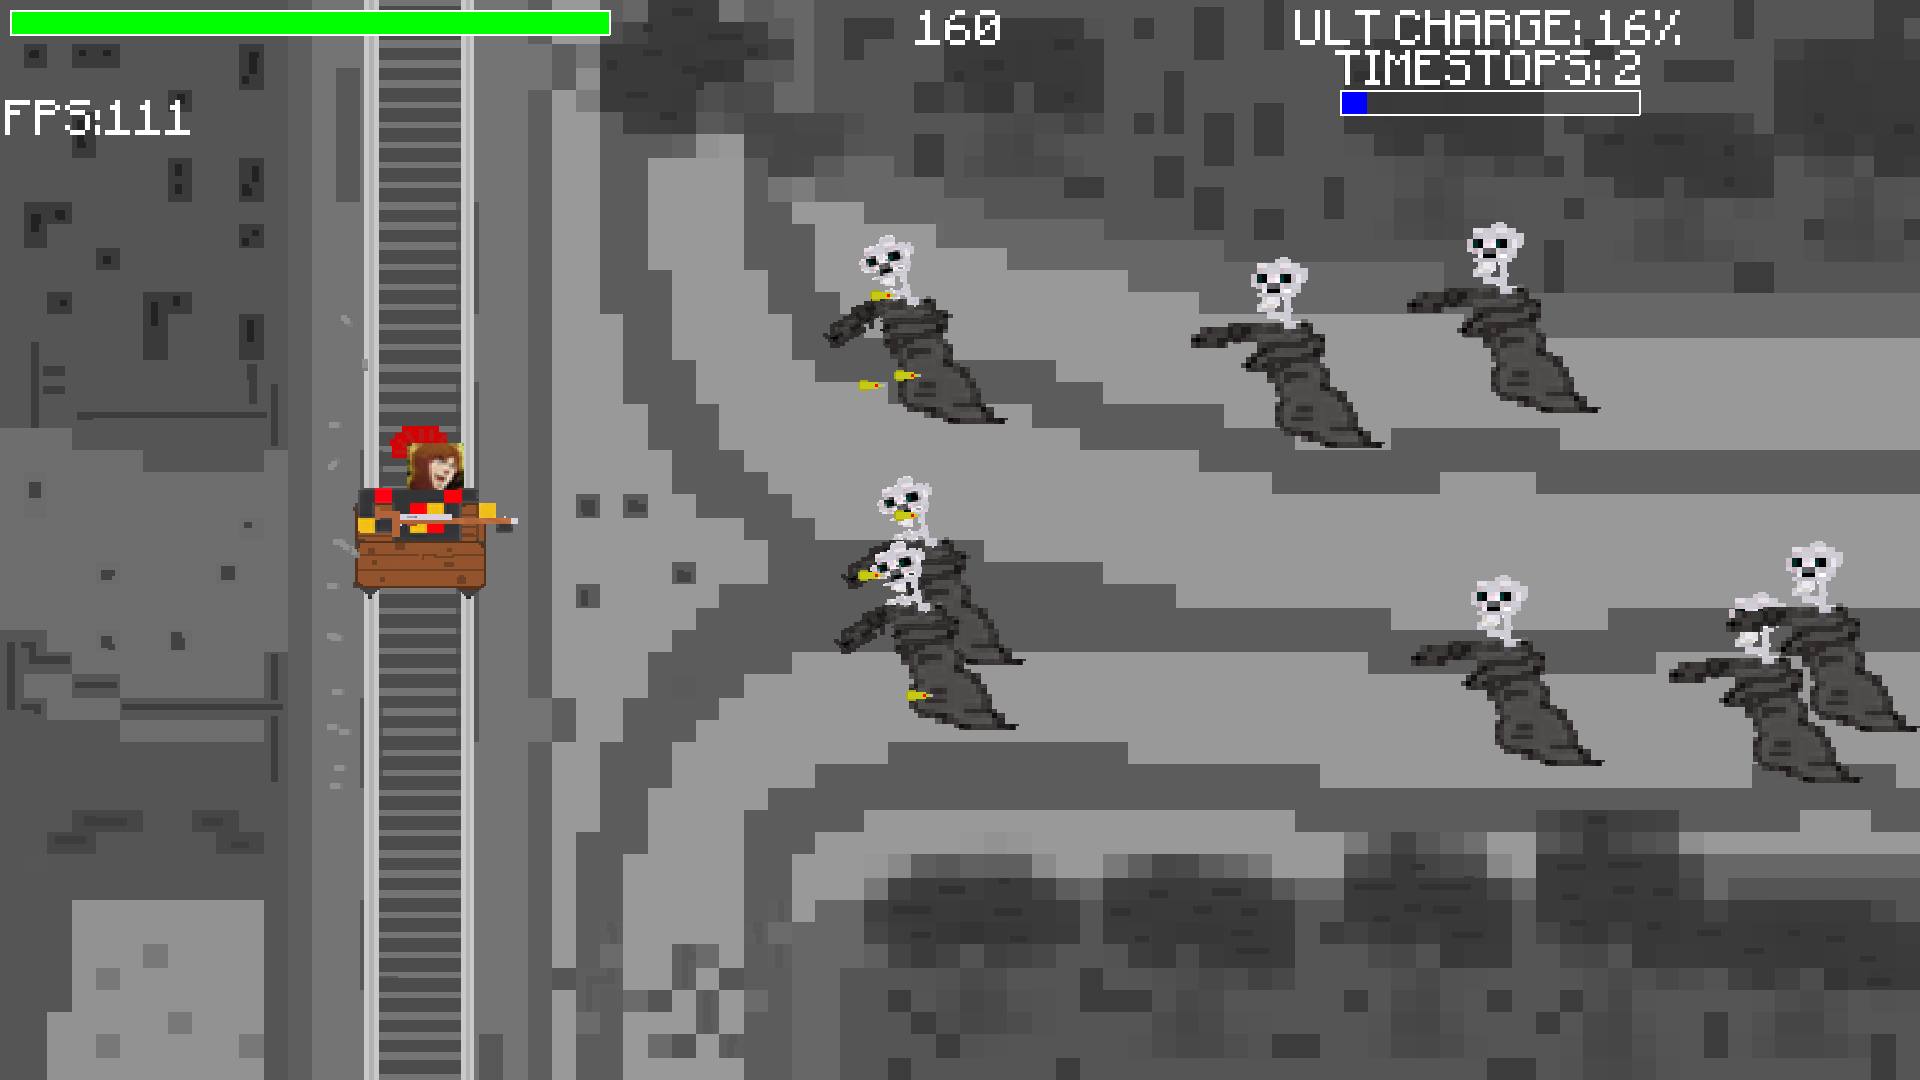 160
ULT CHARGE: 16%
TIMESTOPS: 2
FPS:111